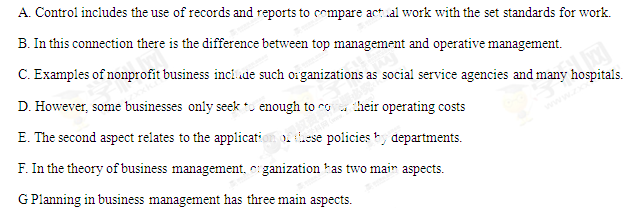 A. Control includes the use of records and reports to compare actual work with the set standards for work.
B. In this connection there is the difference between top management and operative management.
C. Examples of nonprofit business include such organizations as social service agencies and many hospitals.
D. However, some businesses only seek to enough to cover their operating costs
E. The second aspect relates to the application of these policies by departments.
F. In the theory of business management, organization has two main aspects.
G Planning in business management has three main aspects.